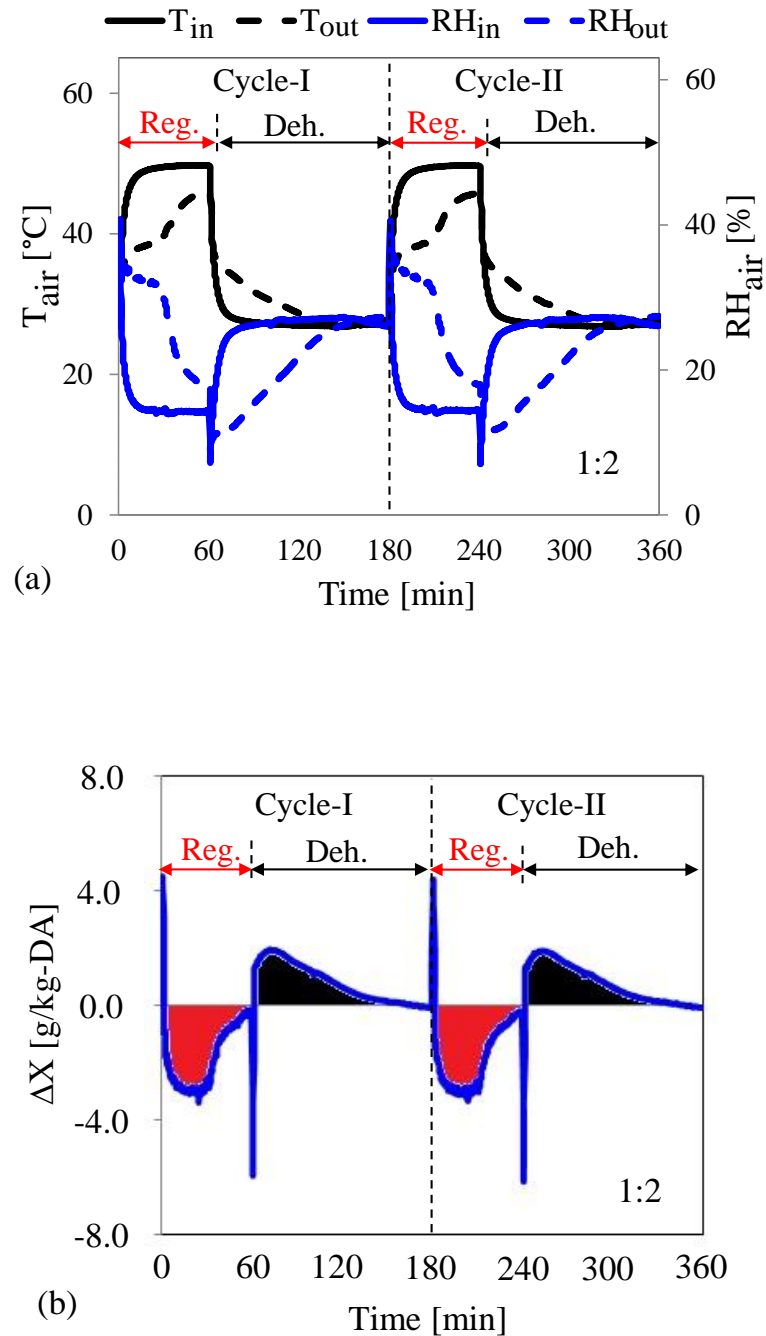 T_in T_out RH_in RH_out
60 Cycle-I Cycle-II 60
Reg. Deh. Reg. Deh.
40 40
T_air [°C] RH_air [%]
20 20
1:2
0 0
0 60 120 180 240 300 360
(a) Time [min]
8.0
Cycle-I Cycle-II
Reg. Deh. Reg. Deh.
4.0
ΔX [g/kg-DA]
0.0
-4.0
1:2
-8.0
0 60 120 180 240 300 360
(b) Time [min]